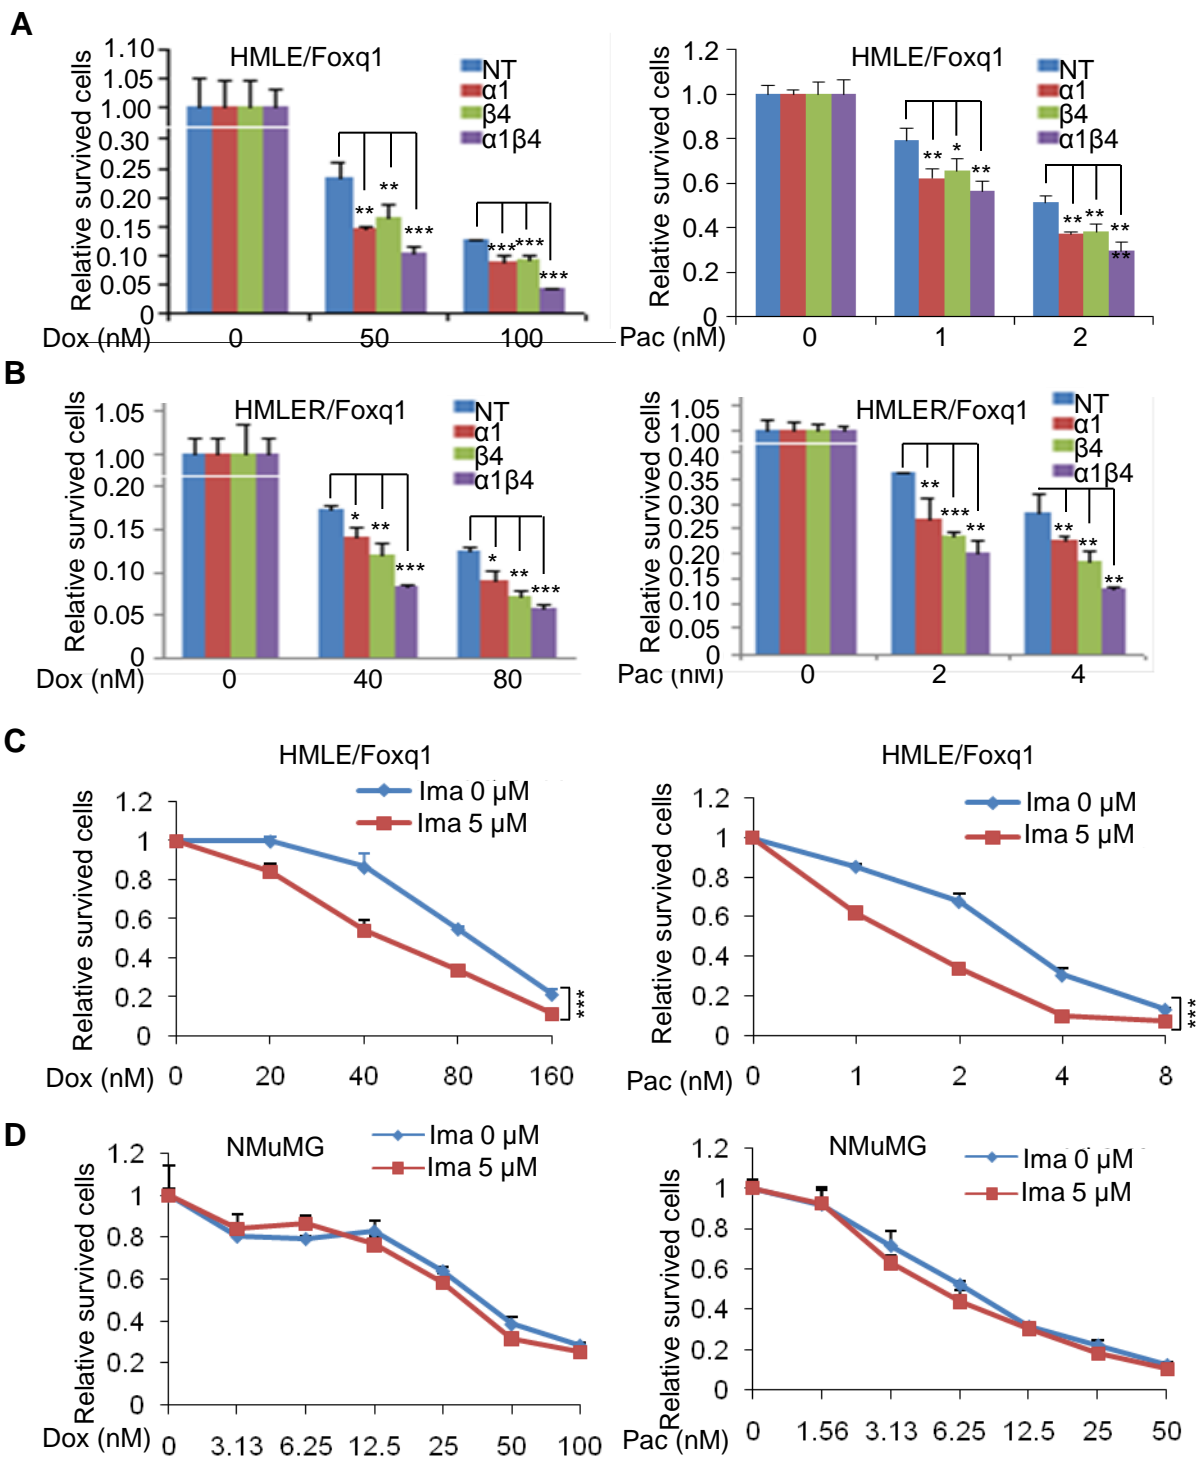 A
HMLE/Foxq1
Relative survived cells
1.10
1.05
1.00
0.30
0.25
0.20
0.15
0.10
0.05
0
NT
α1
β4
α1β4
**
**
***
***
***
***
Dox (nM)
0
50
100
HMLE/Foxq1
Relative survived cells
1.2
1.0
0.8
0.6
0.4
0.2
0
NT
α1
β4
α1β4
**
*
**
**
**
**
**
Pac (nM)
0
1
2
B
HMLER/Foxq1
Relative survived cells
1.05
1.00
0.20
0.15
0.10
0.05
0
NT
α1
β4
α1β4
*
**
***
*
**
***
Dox (nM)
0
40
80
HMLER/Foxq1
Relative survived cells
1.05
1.00
0.40
0.35
0.30
0.25
0.20
0.15
0.10
0.05
0
NT
α1
β4
α1β4
**
***
**
**
**
**
Pac (nM)
0
2
4
C
HMLE/Foxq1
Relative survived cells
Ima 0 µM
Ima 5 µM
1.2
1
0.8
0.6
0.4
0.2
0
***
Dox (nM)
0
20
40
80
160
HMLE/Foxq1
Relative survived cells
Ima 0 µM
Ima 5 µM
1.2
1
0.8
0.6
0.4
0.2
0
***
Pac (nM)
0
1
2
4
8
D
NMuMG
Relative survived cells
Ima 0 µM
Ima 5 µM
1.2
1
0.8
0.6
0.4
0.2
0
Dox (nM)
0
3.13
6.25
12.5
25
50
100
NMuMG
Relative survived cells
Ima 0 µM
Ima 5 µM
1.2
1
0.8
0.6
0.4
0.2
0
Pac (nM)
0
1.56
3.13
6.25
12.5
25
50